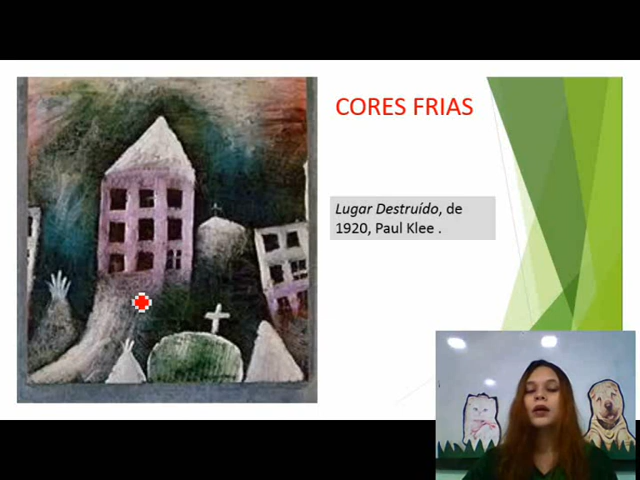 CORES FRIAS
Lugar Destruído, de
1920, Paul Klee .